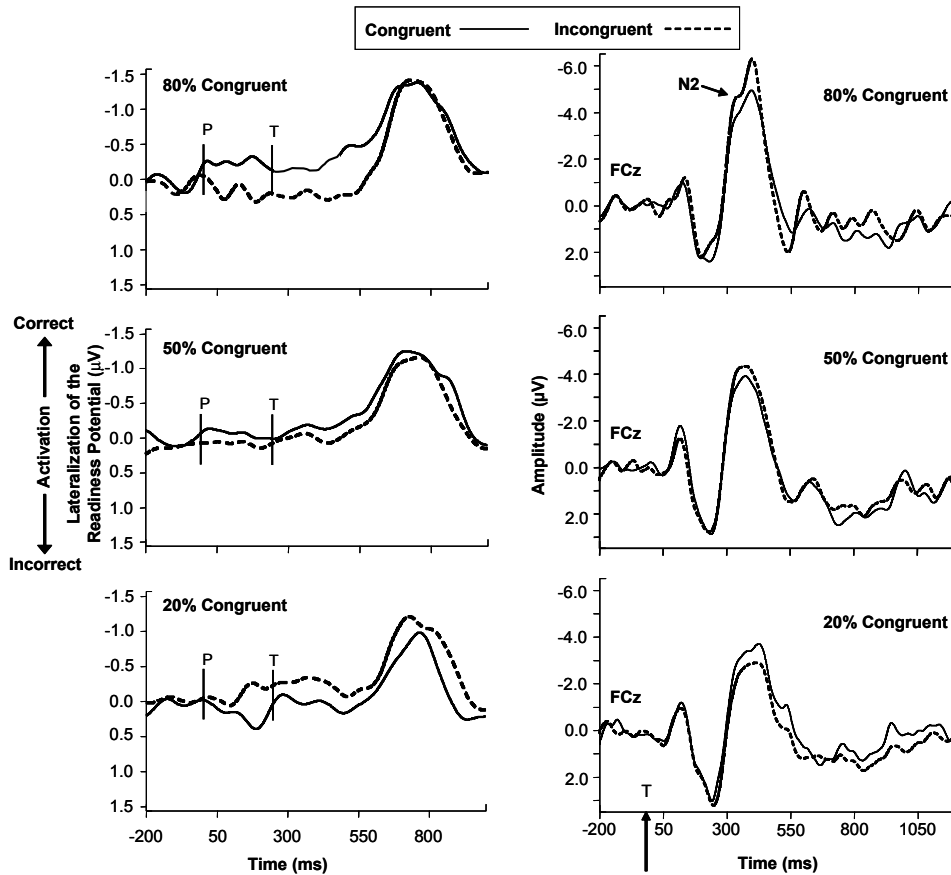 Congruent Incongruent
-1.5
80% Congruent
-1.0
P T
-0.5
0.0
0.5
1.0
1.5
-6.0
N2
80% Congruent
-4.0
-2.0
FCz
0.0
2.0
Correct
Activation
Incorrect
Lateralization of the
Readiness Potential (µV)
-1.5
50% Congruent
-1.0
P T
-0.5
0.0
0.5
1.0
1.5
Amplitude (µV)
-6.0
50% Congruent
-4.0
-2.0
FCz
0.0
2.0
-1.5
20% Congruent
-1.0
P T
-0.5
0.0
0.5
1.0
1.5
-200 50 300 550 800
Time (ms)
-6.0
20% Congruent
-4.0
-2.0
FCz
0.0
2.0
T
-200 50 300 550 800 1050
Time (ms)